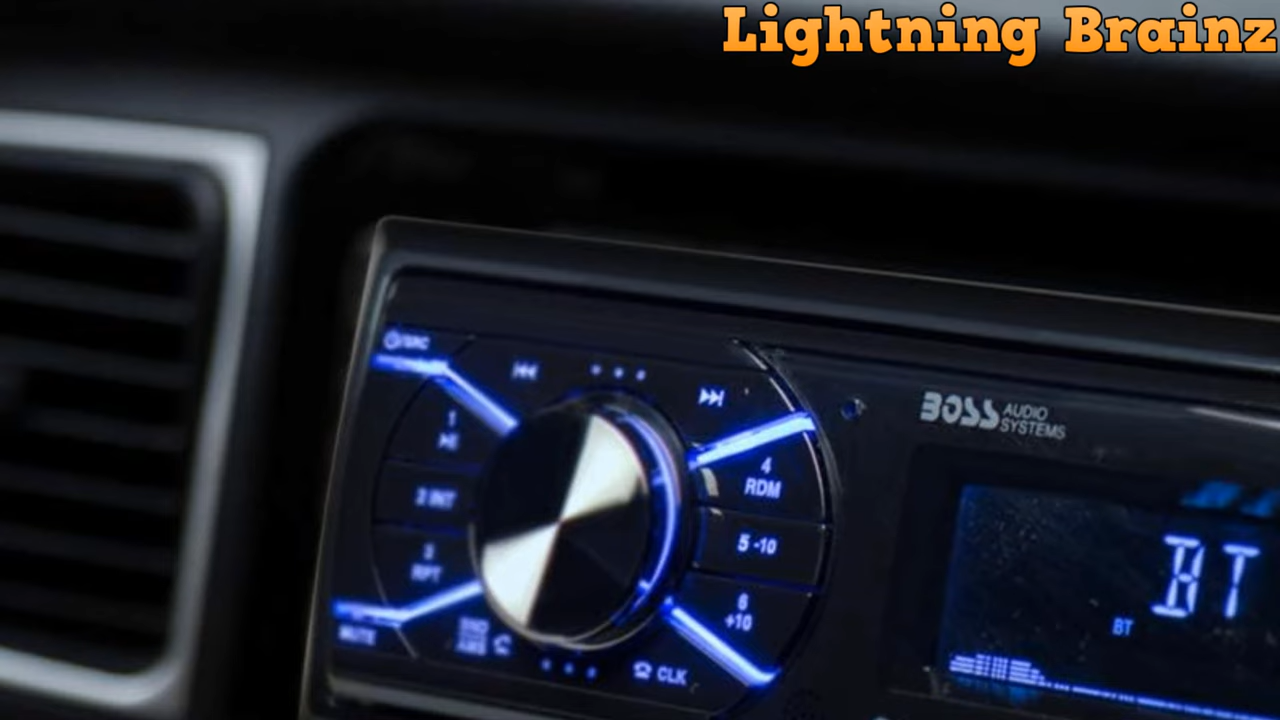 Lightning Brainz
/SRC
1
4
RDM
BOSS AUDIO
SYSTEMS
2 INT
5 -10
3
RPT
6
+10
BT
BT
MUTE
CLK